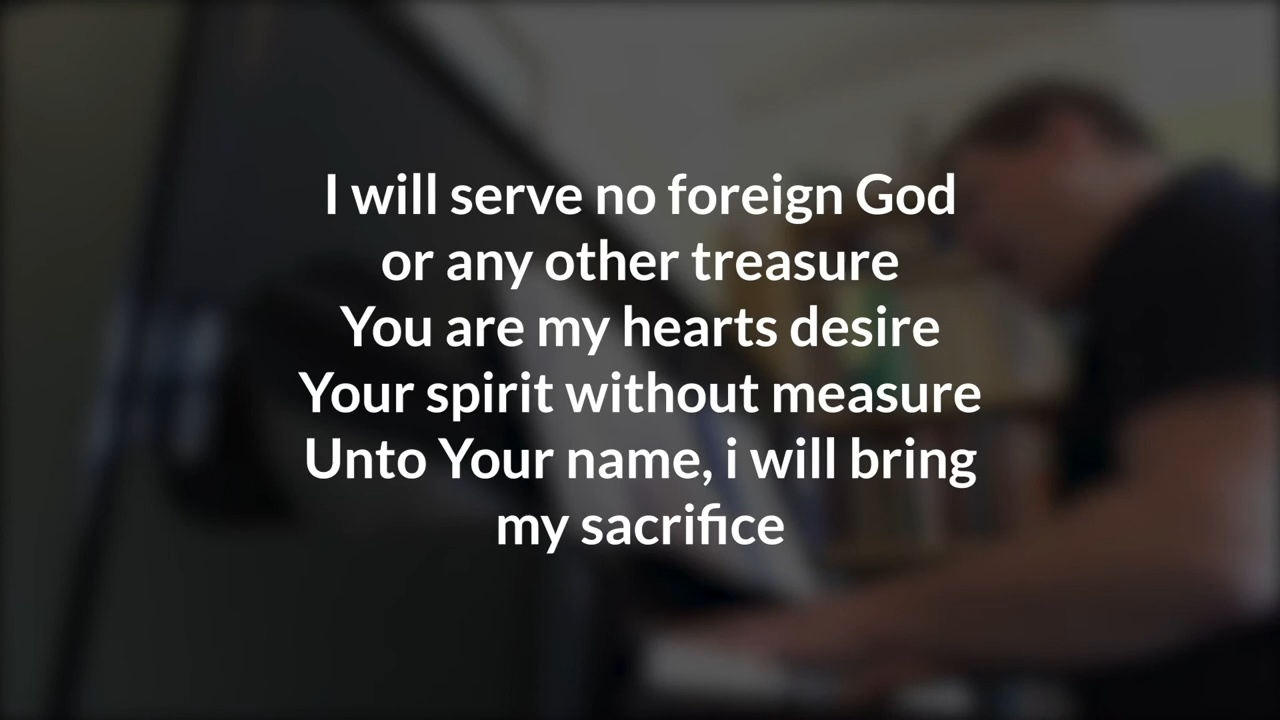 I will serve no foreign God
or any other treasure
You are my hearts desire
Your spirit without measure
Unto Your name, i will bring
my sacrifice